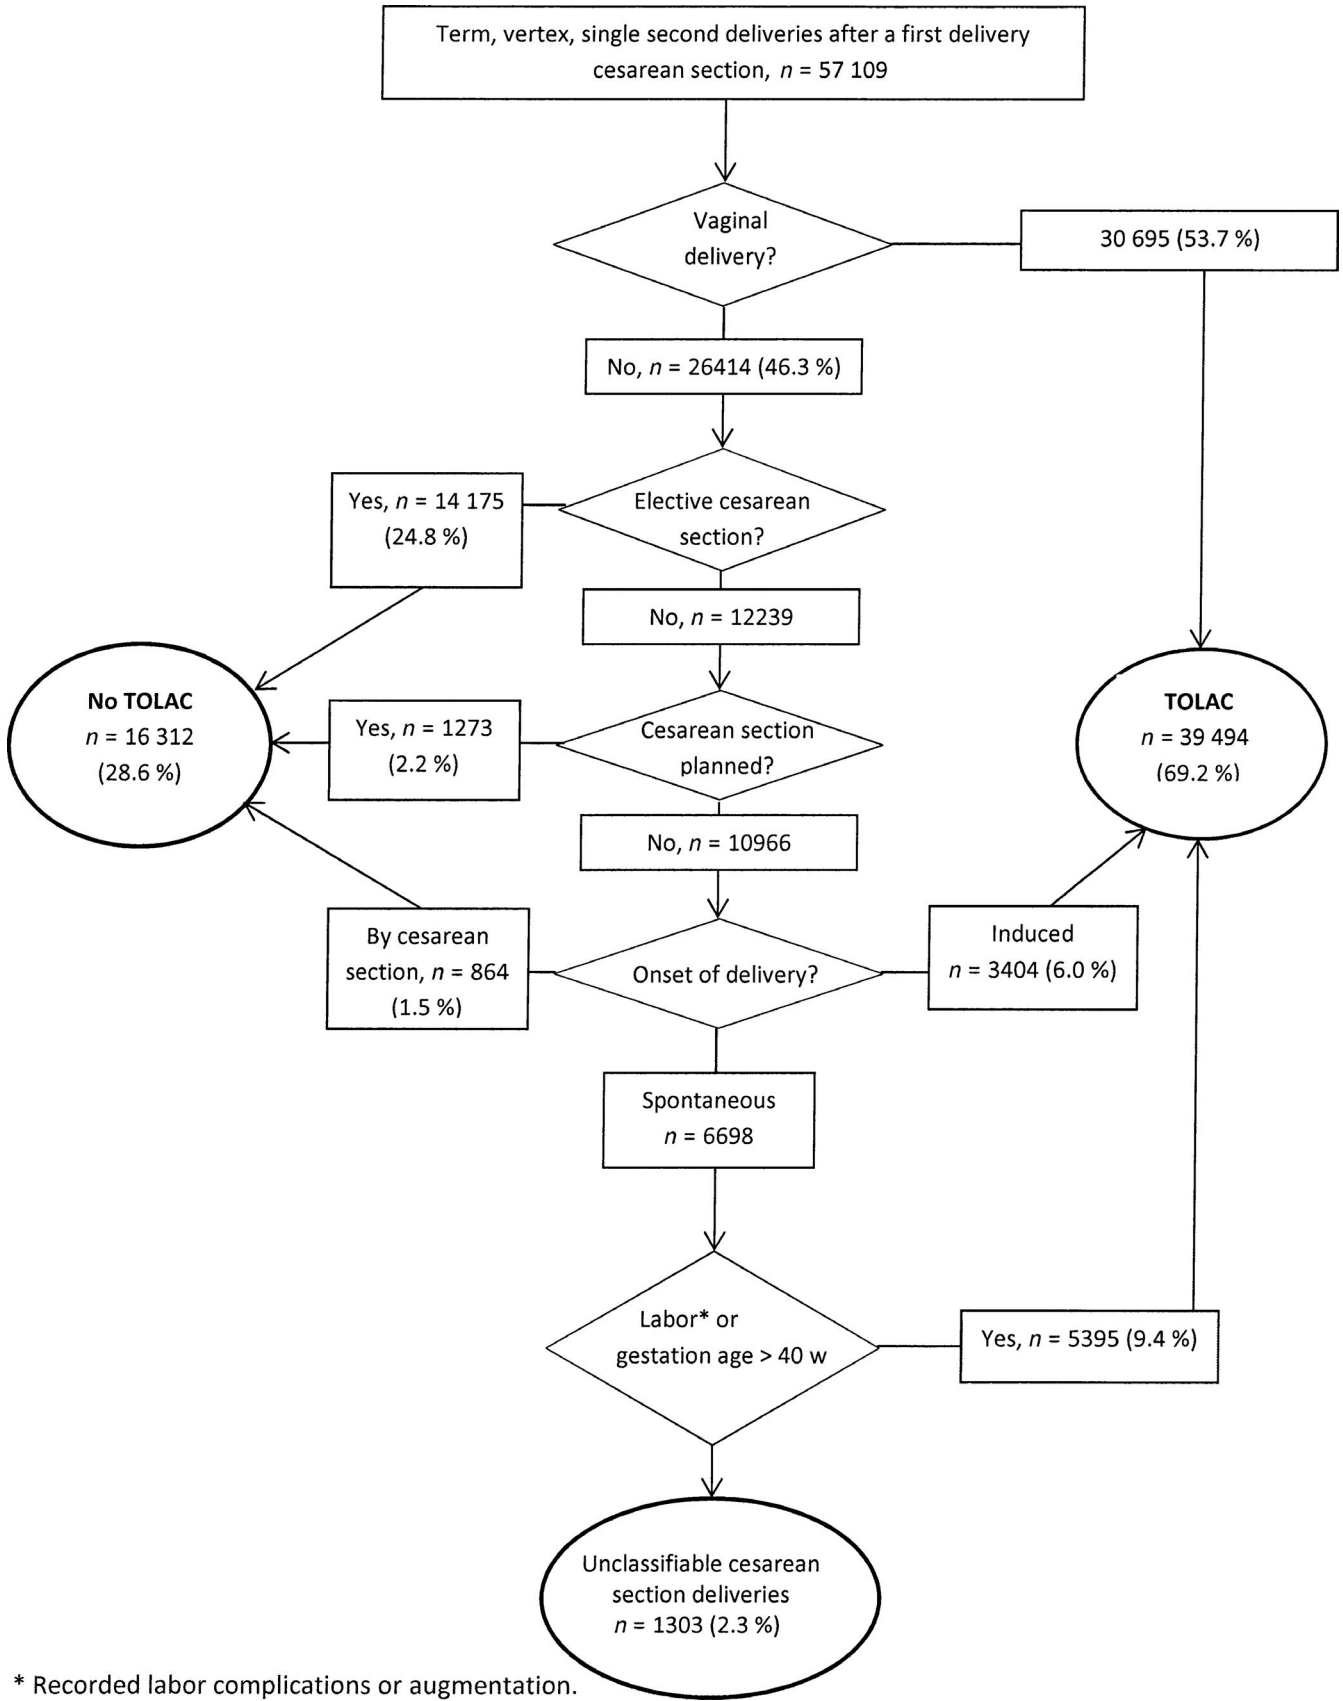 Term, vertex, single second deliveries after a first delivery
cesarean section, n = 57 109
Vaginal
delivery?
30 695 (53.7 %)
No, n = 26414 (46.3 %)
Yes, n = 14 175
(24.8 %)
Elective cesarean
section?
No, n = 12239
No TOLAC
n = 16 312
(28.6 %)
Yes, n = 1273
(2.2 %)
Cesarean section
planned?
TOLAC
n = 39 494
(69.2 %)
No, n = 10966
By cesarean
section, n = 864
(1.5 %)
Onset of delivery?
Induced
n = 3404 (6.0 %)
Spontaneous
n = 6698
Labor* or
gestation age > 40 w
Yes, n = 5395 (9.4 %)
Unclassifiable cesarean
section deliveries
n = 1303 (2.3 %)
* Recorded labor complications or augmentation.